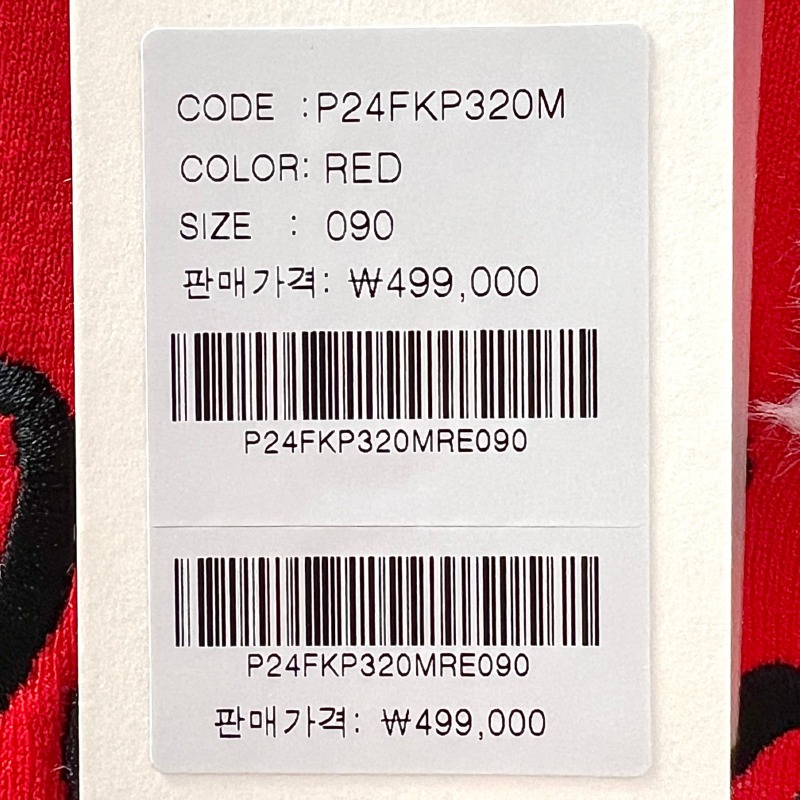 CODE :P24FKP320M
COLOR: RED
SIZE : 090
판매가격: ₩499,000
P24FKP320MRE090
P24FKP320MRE090
판매가격: ₩499,000